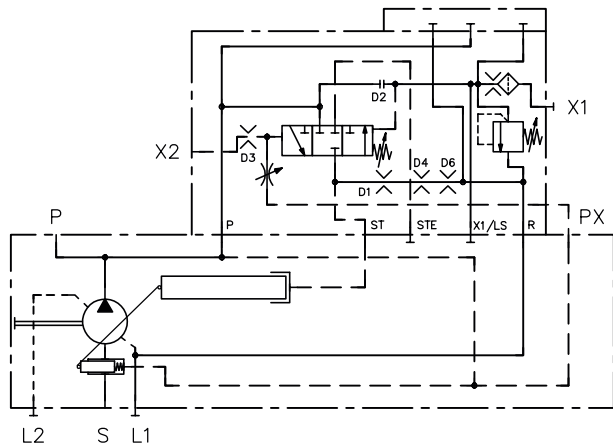 D2
X1
X2
D3
D1 D4 D6
P P ST STE X1/LS R PX
L2 S L1